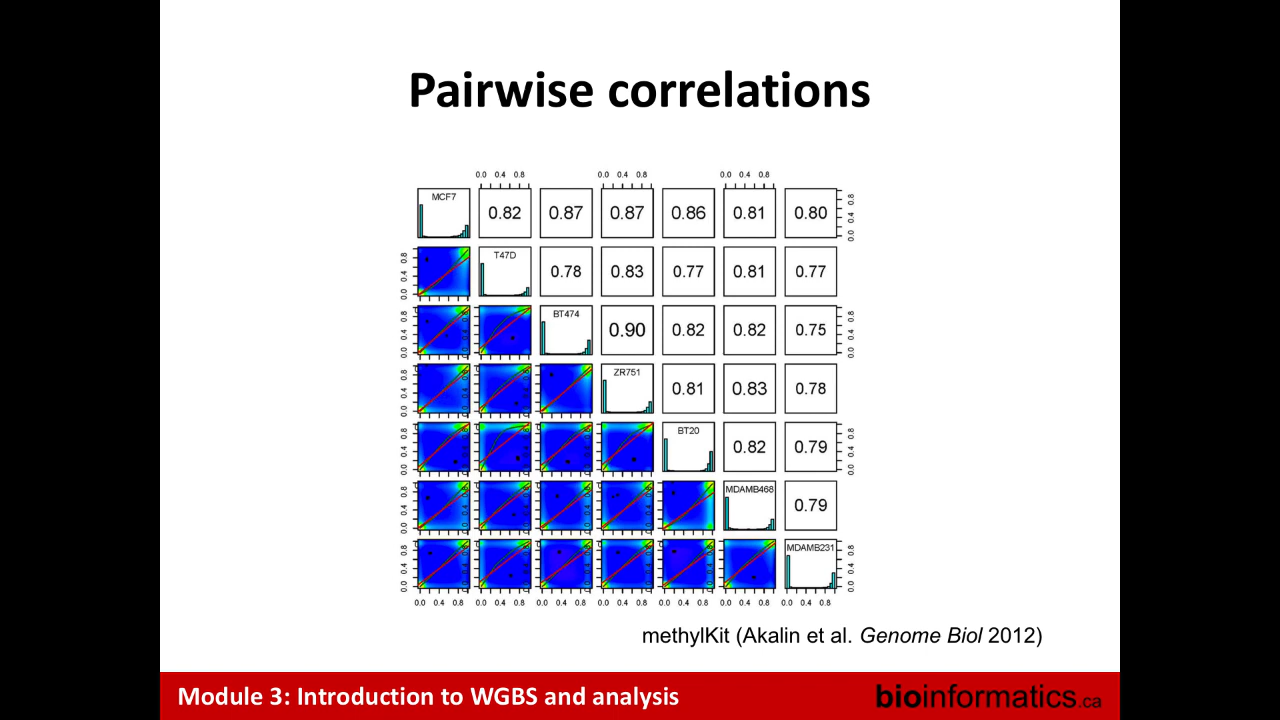 Pairwise correlations
0.0 0.4 0.8 0.0 0.4 0.8 0.0 0.4 0.8
MCF7 0.82 0.87 0.87 0.86 0.81 0.80 0.0 0.4 0.8
0.0 0.4 0.8 T47D 0.78 0.83 0.77 0.81 0.77
0.0 0.4 0.8 BT474 0.90 0.82 0.82 0.75 0.0 0.4 0.8
0.0 0.4 0.8 ZR751 0.81 0.83 0.78
0.0 0.4 0.8 BT20 0.82 0.79 0.0 0.4 0.8
0.0 0.4 0.8 MDAMB468 0.79
0.0 0.4 0.8 MDAMB231 0.0 0.4 0.8
0.0 0.4 0.8 0.0 0.4 0.8 0.0 0.4 0.8 0.0 0.4 0.8 0.0 0.4 0.8 0.0 0.4 0.8 0.0 0.4 0.8
methylKit (Akalin et al. Genome Biol 2012)
Module 3: Introduction to WGBS and analysis
bioinformatics.ca